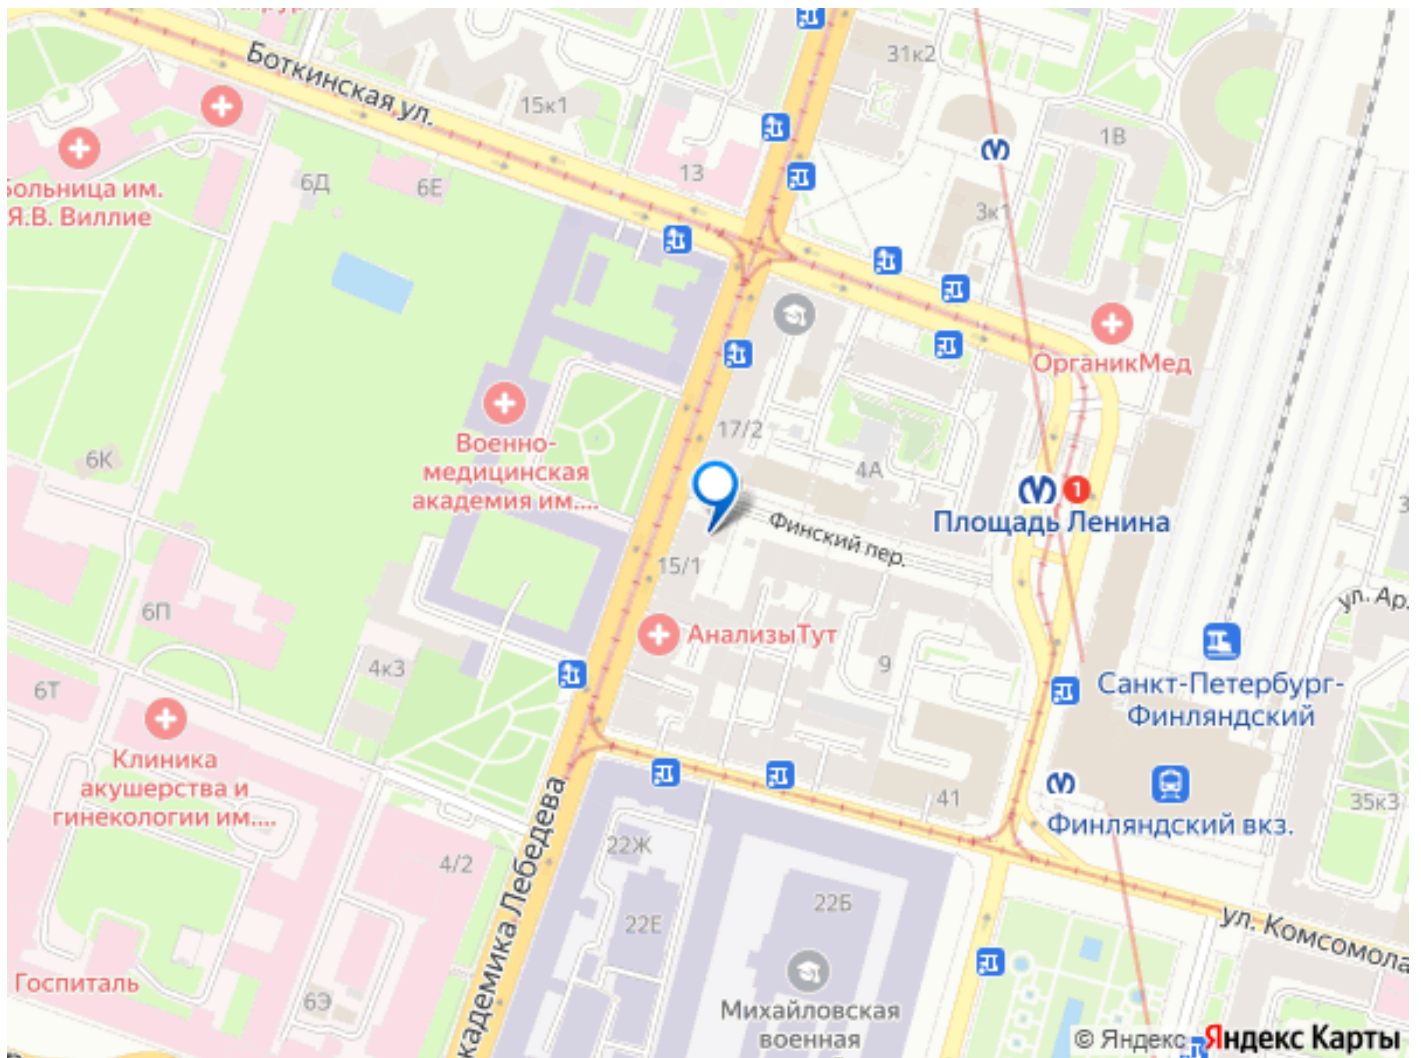 Боткинская ул.
31к2
15к1
1В
13
6Д
6Е
Больница им.
Я.В. Виллие
3к1
ОрганикМед
17/2
Военно-
медицинская
академия им....
6К
4А
1
Площадь Ленина
Финский пер.
15/1
ул. Ар
6П
АнализыТут
9
4к3
6Т
Санкт-Петербург-
Финляндский
Клиника
акушерства и
гинекологии им....
41
35к3
Финляндский вкз.
22Ж
4/2
22Е
22Б
ул. Комсомола
кадемика Лебедева
Госпиталь
6Э
Михайловская
военная
© Яндекс Яндекс Карты